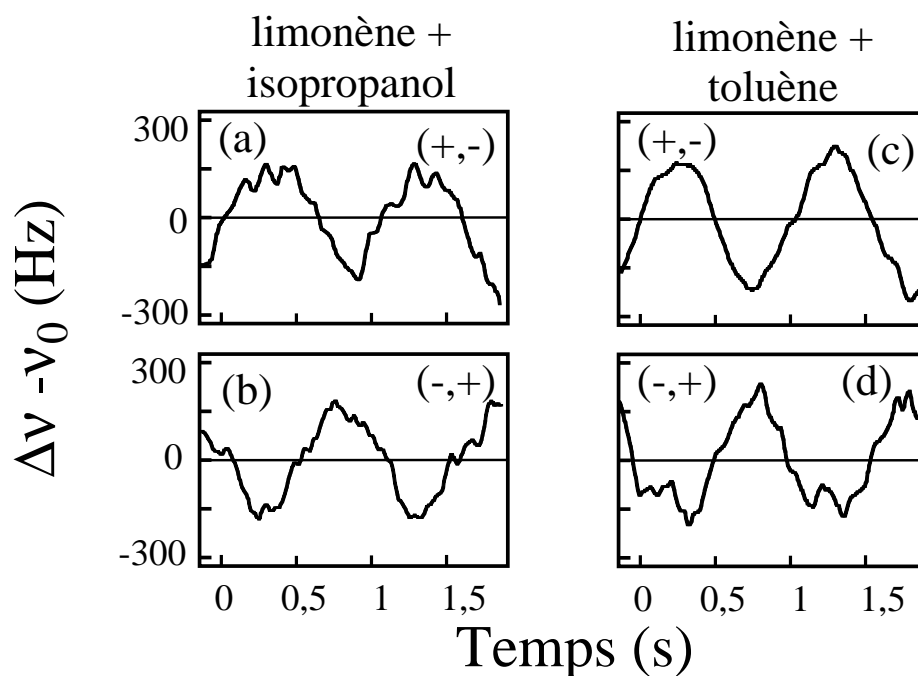 limonène +
isopropanol
limonène +
toluène
Δν -ν0 (Hz)
300
0
-300
(a)
(+,-)
(+,-)
(c)
300
0
-300
(b)
(-,+)
(-,+)
(d)
0 0,5 1 1,5
0 0,5 1 1,5
Temps (s)